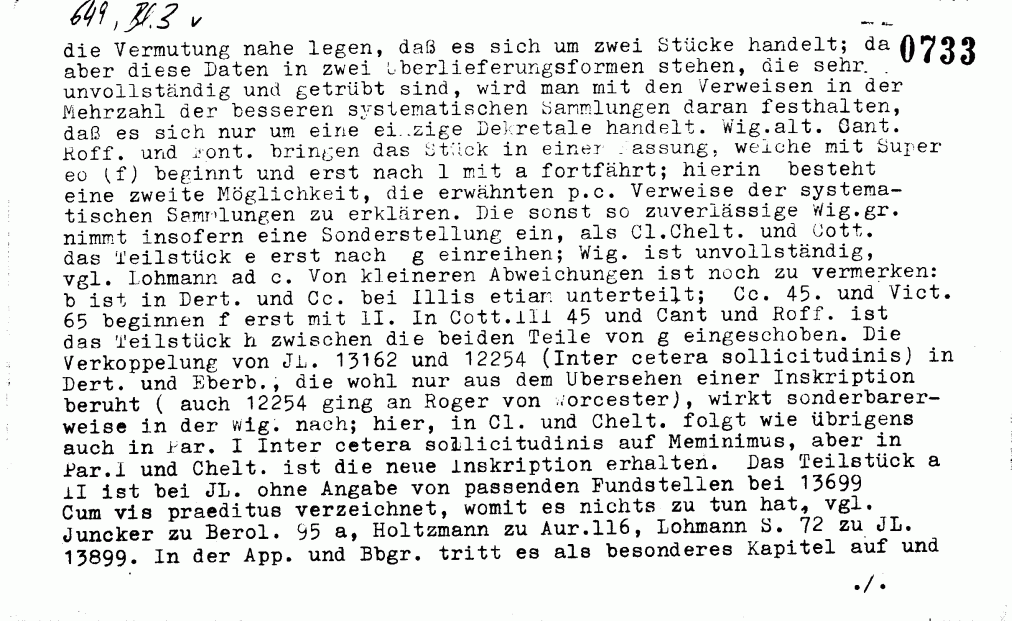 649, Bl.3 v
0733
die Vermutung nahe legen, daß es sich um zwei Stücke handelt; da
aber diese Daten in zwei Überlieferungsformen stehen, die sehr
unvollständig und getrübt sind, wird man mit den Verweisen in der
Mehrzahl der besseren systematischen Sammlungen daran festhalten,
daß es sich nur um eine einzige Dekretale handelt. Wig.alt. Cant.
Roff. und Font. bringen das Stück in einer Fassung, welche mit Super
eo (f) beginnt und erst nach l mit a fortfährt; hierin besteht
eine zweite Möglichkeit, die erwähnten p.c. Verweise der systema-
tischen Sammlungen zu erklären. Die sonst so zuverlässige Wig.gr.
nimmt insofern eine Sonderstellung ein, als Cl.Chelt. und Cott.
das Teilstück e erst nach g einreihen; Wig. ist unvollständig,
vgl. Lohmann ad c. Von kleineren Abweichungen ist noch zu vermerken:
b ist in Dert. und Cc. bei Illis etiam unterteilt; Cc. 45. und Vict.
65 beginnen f erst mit II. In Cott.III 45 und Cant und Roff. ist
das Teilstück h zwischen die beiden Teile von g eingeschoben. Die
Verkoppelung von JL. 13162 und 12254 (Inter cetera sollicitudinis) in
Dert. und Eberb., die wohl nur aus dem Ubersehen einer Inskription
beruht ( auch 12254 ging an Roger von Worcester), wirkt sonderbarer-
weise in der Wig. nach; hier, in Cl. und Chelt. folgt wie übrigens
auch in Par. I Inter cetera sollicitudinis auf Meminimus, aber in
Par.I und Chelt. ist die neue Inskription erhalten. Das Teilstück a
II ist bei JL. ohne Angabe von passenden Fundstellen bei 13699
Cum vis praeditus verzeichnet, womit es nichts zu tun hat, vgl.
Juncker zu Berol. 95 a, Holtzmann zu Aur.116, Lohmann S. 72 zu JL.
13899. In der App. und Bbgr. tritt es als besonderes Kapitel auf und
./.